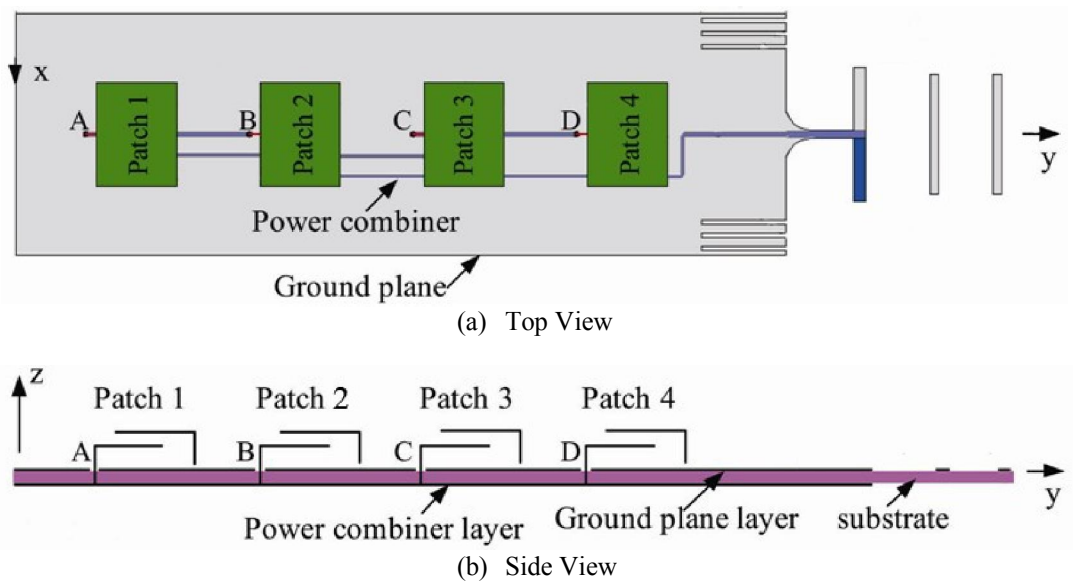 x
A
Patch 1
B
Patch 2
C
Patch 3
D
Patch 4
y
Power combiner
Ground plane
(a) Top View
z
Patch 1
Patch 2
Patch 3
Patch 4
A
B
C
D
y
Power combiner layer
Ground plane layer
substrate
(b) Side View